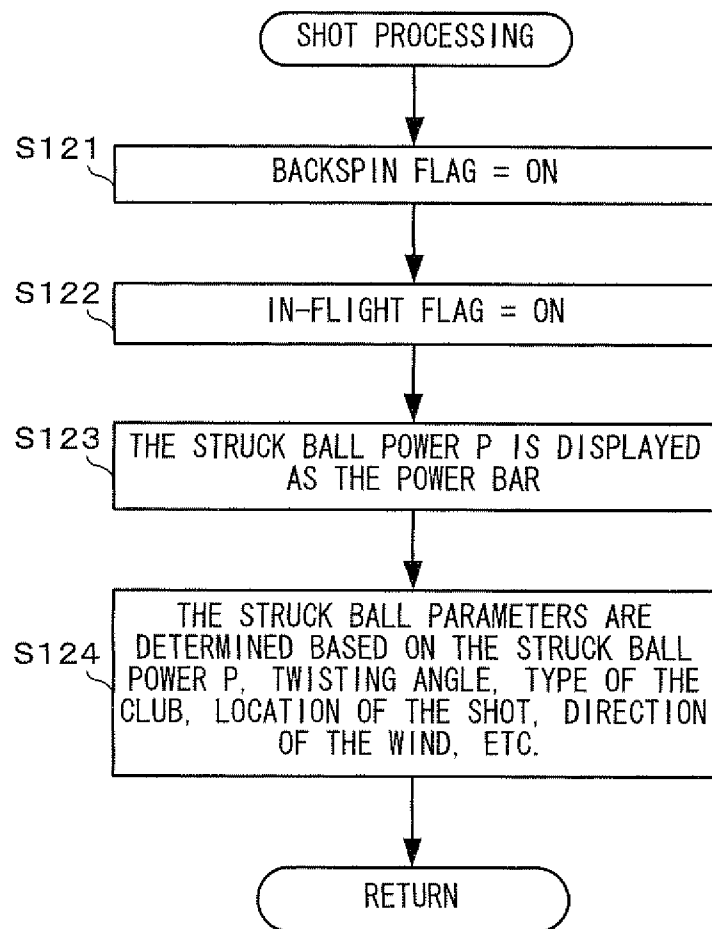 SHOT PROCESSING
S121
BACKSPIN FLAG = ON
S122
IN-FLIGHT FLAG = ON
S123
THE STRUCK BALL POWER P IS DISPLAYED
AS THE POWER BAR
S124
THE STRUCK BALL PARAMETERS ARE
DETERMINED BASED ON THE STRUCK BALL
POWER P, TWISTING ANGLE, TYPE OF THE
CLUB, LOCATION OF THE SHOT, DIRECTION
OF THE WIND, ETC.
RETURN